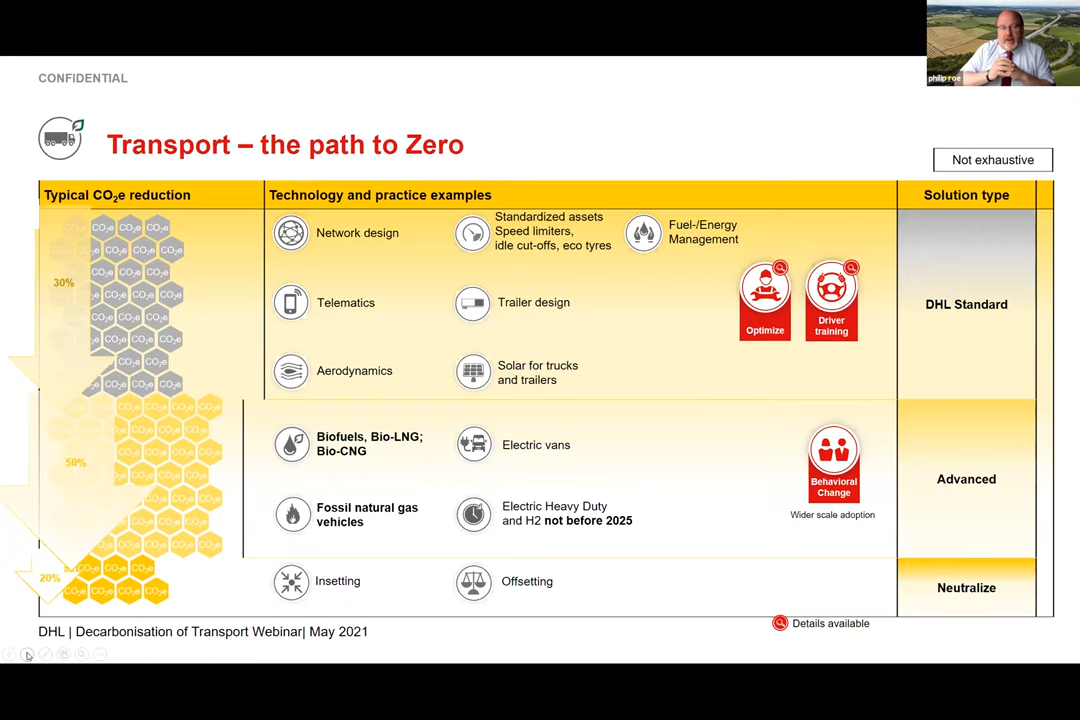 CONFIDENTIAL
philip roe
Transport – the path to Zero
Not exhaustive
Typical CO₂e reduction
Technology and practice examples
Solution type
30%
50%
20%
CO₂e CO₂e CO₂e
Network design
Standardized assets
Speed limiters,
idle cut-offs, eco tyres
Fuel-/Energy
Management
Telematics
Trailer design
Optimize
Driver
training
Aerodynamics
Solar for trucks
and trailers
DHL Standard
Biofuels, Bio-LNG;
Bio-CNG
Electric vans
Fossil natural gas
vehicles
Electric Heavy Duty
and H2 not before 2025
Behavioral
Change
Wider scale adoption
Advanced
Insetting
Offsetting
Neutralize
DHL | Decarbonisation of Transport Webinar| May 2021
Details available